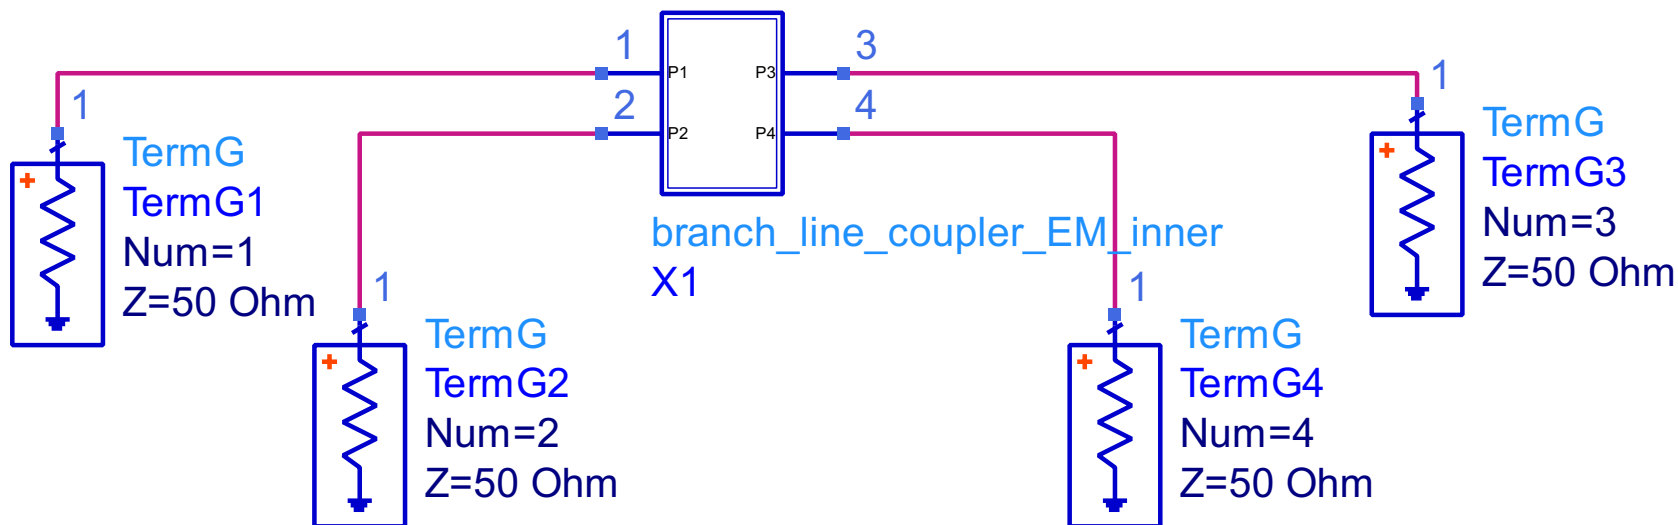 1
3
P1
P3
1
1
2
4
P2
P4
TermG
TermG1
Num=1
Z=50 Ohm
TermG
TermG3
Num=3
Z=50 Ohm
branch_line_coupler_EM_inner
X1
1
1
TermG
TermG2
Num=2
Z=50 Ohm
TermG
TermG4
Num=4
Z=50 Ohm